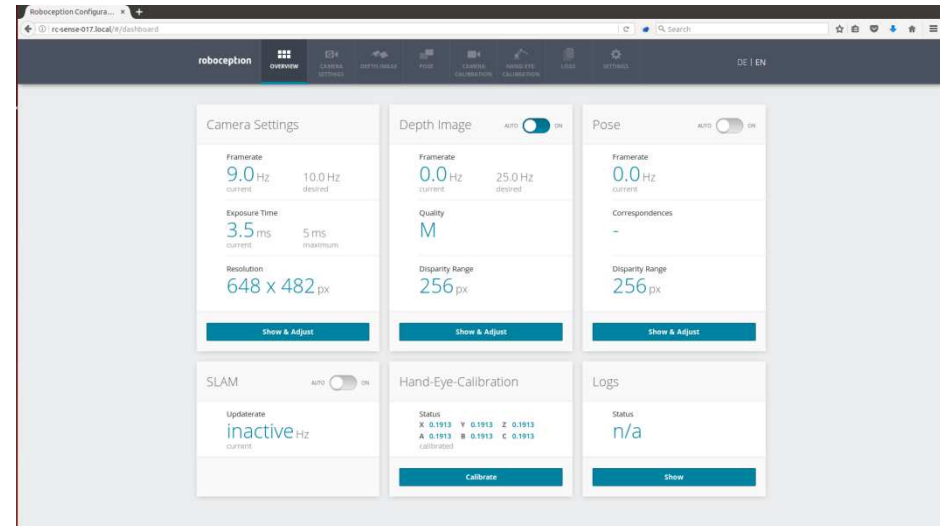 Roboception Configura... × +
rc-sense-017.local/#/dashboard
Search
roboception
OVERVIEW
CAMERA SETTINGS
DEPTH IMAGE
POSE
CAMERA CALIBRATION
HAND-EYE CALIBRATION
LOGS
SETTINGS
DE | EN
Camera Settings
Framerate
9.0 Hz 10.0 Hz
current desired
Exposure Time
3.5 ms 5 ms
current maximum
Resolution
648 x 482 px
Show & Adjust
Depth Image AUTO ON
Framerate
0.0 Hz 25.0 Hz
current desired
Quality
M
Disparity Range
256 px
Show & Adjust
Pose AUTO ON
Framerate
0.0 Hz
current
Correspondences
-
Disparity Range
256 px
Show & Adjust
SLAM AUTO ON
Updaterate
inactive Hz
current
Hand-Eye-Calibration
Status
X 0.1913 Y 0.1913 Z 0.1913
A 0.1913 B 0.1913 C 0.1913
calibrated
Calibrate
Logs
Status
n/a
Show